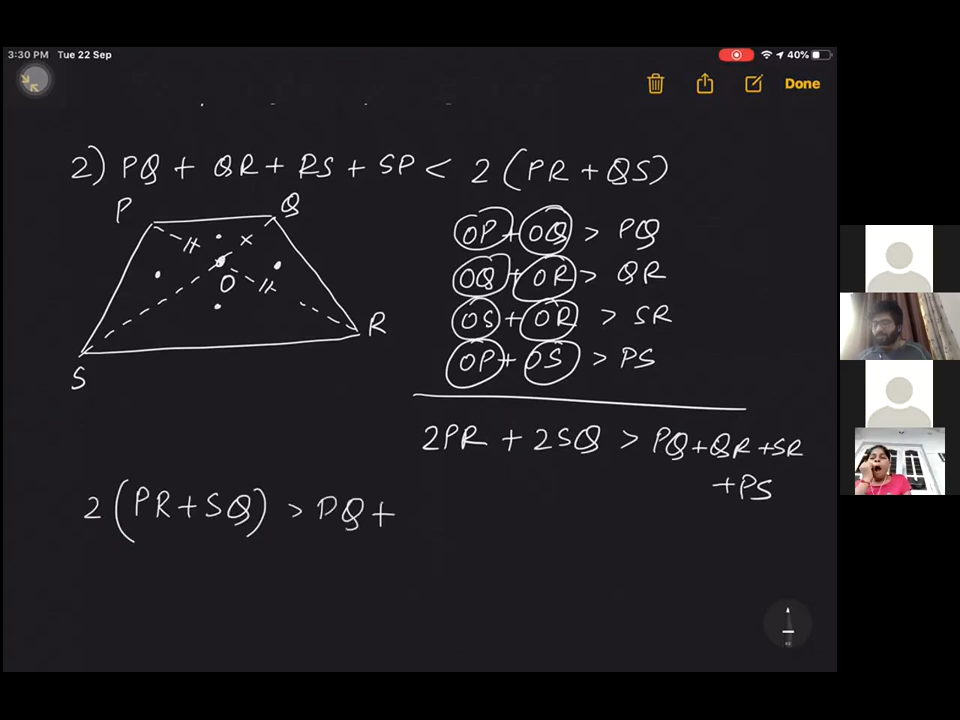 3:30 PM Tue 22 Sep 40%
Done
2) PQ + QR + RS + SP < 2 (PR + QS)
P Q
OP + OQ > PQ
O
OQ + OR > QR
OS + OR > SR
R
OP + OS > PS
S
2PR + 2SQ > PQ + QR + SR
+ PS
2 (PR + SQ) > PQ +